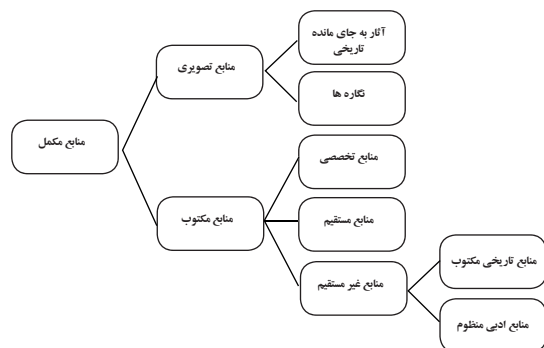 منابع مکمل
منابع تصویری
آثار به جای مانده
تاریخی
نگاره ها
منابع مکتوب
منابع تخصصی
منابع مستقیم
منابع غیر مستقیم
منابع تاریخی مکتوب
منابع ادبی منظوم